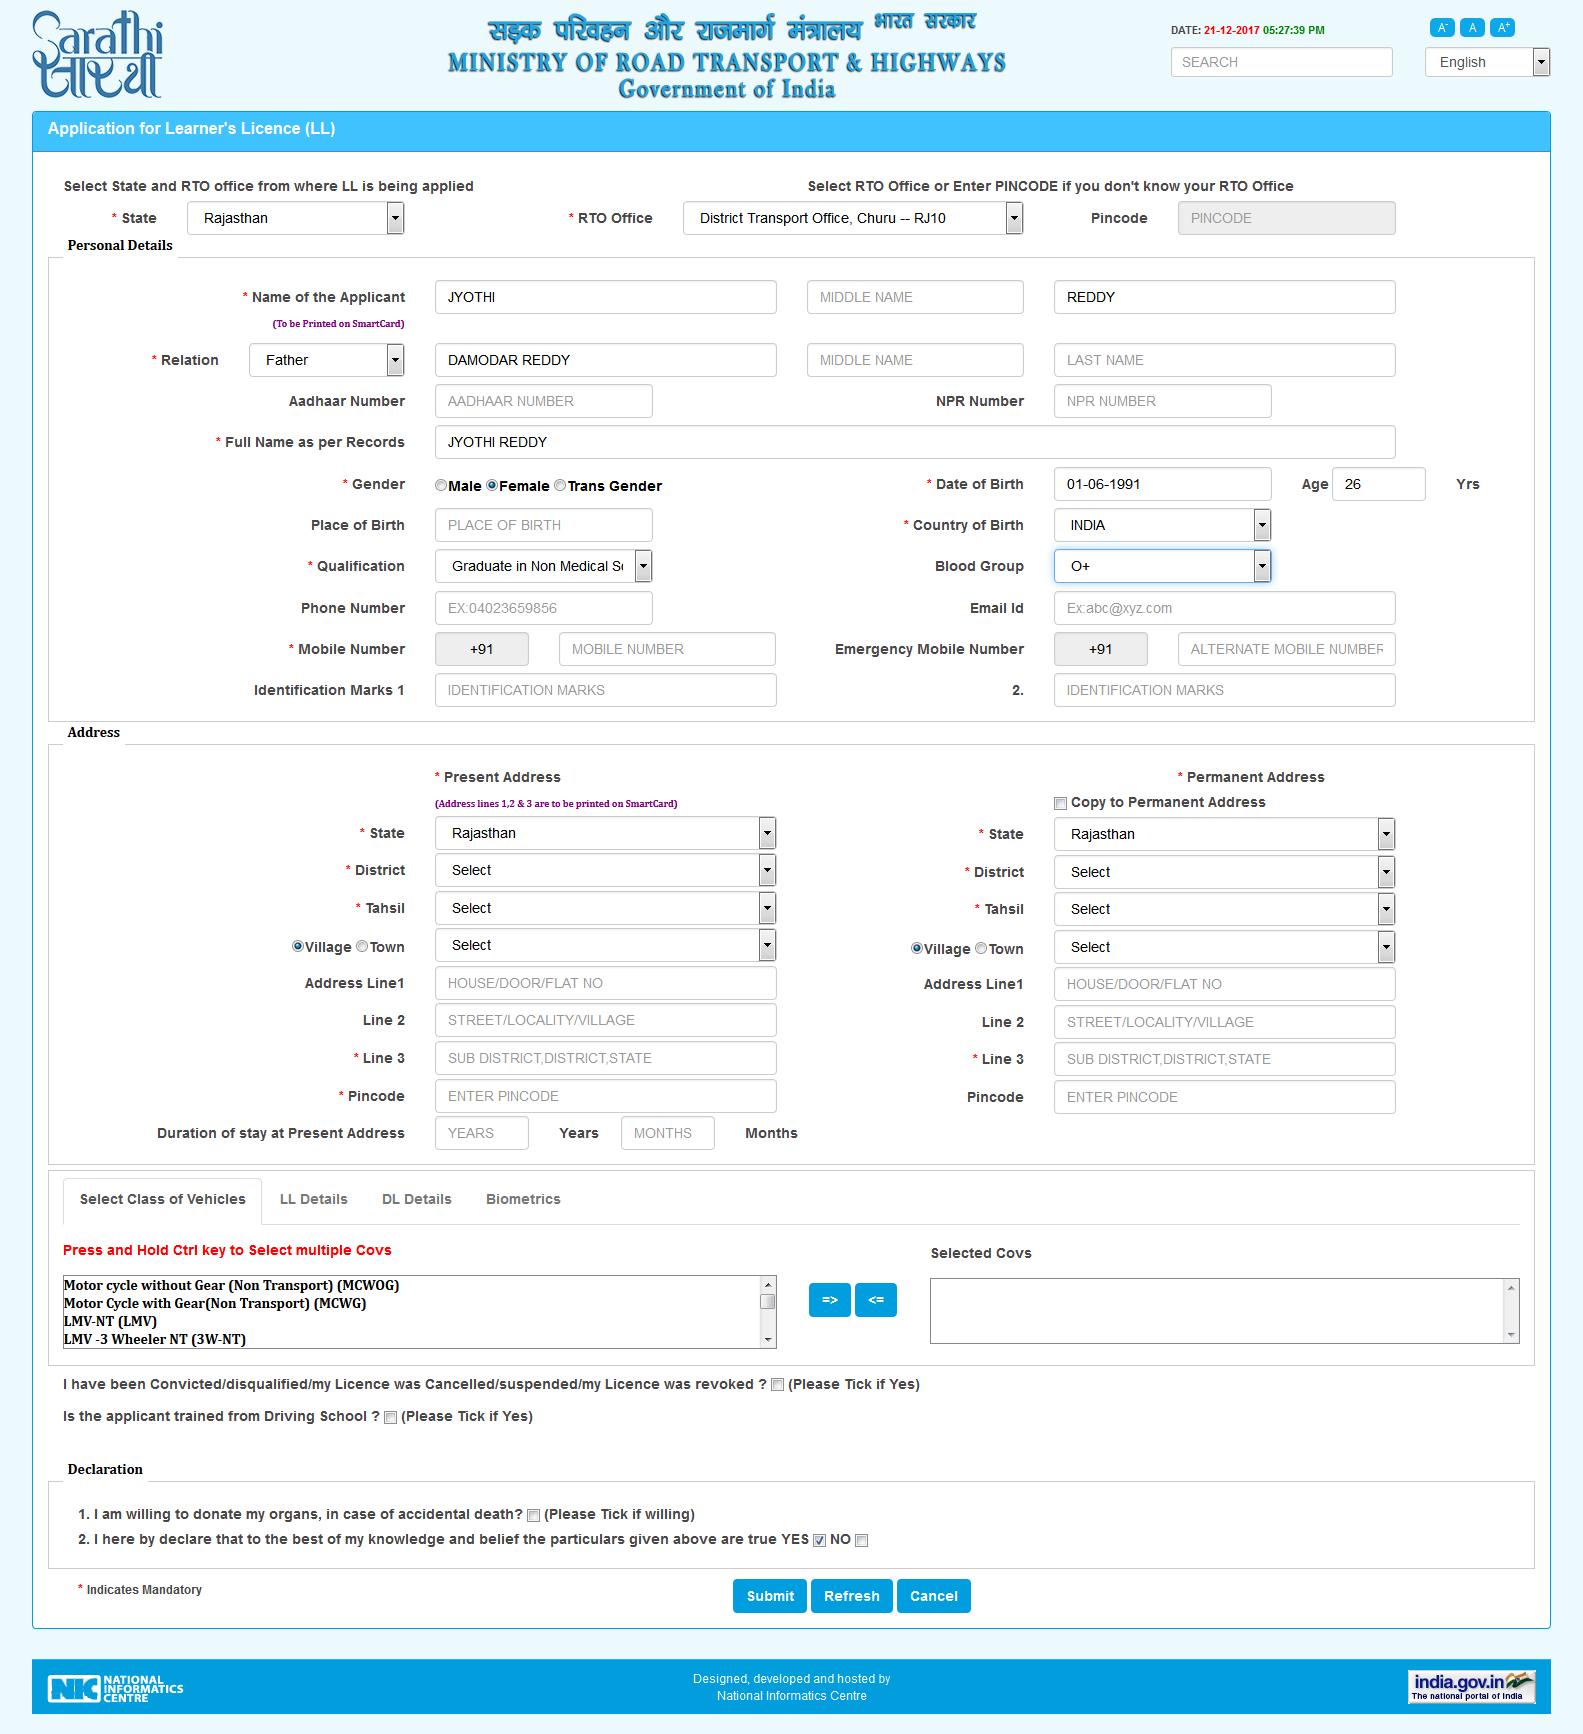 Sarathi
सारथी
सड़क परिवहन और राजमार्ग मंत्रालय भारत सरकार
MINISTRY OF ROAD TRANSPORT & HIGHWAYS
Government of India
DATE: 21-12-2017 05:27:39 PM
A- A A+
SEARCH English
Application for Learner's Licence (LL)
Select State and RTO office from where LL is being applied Select RTO Office or Enter PINCODE if you don't know your RTO Office
* State Rajasthan * RTO Office District Transport Office, Churu -- RJ10 Pincode PINCODE
Personal Details
* Name of the Applicant JYOTHI MIDDLE NAME REDDY
(To be Printed on SmartCard)
* Relation Father DAMODAR REDDY MIDDLE NAME LAST NAME
Aadhaar Number AADHAAR NUMBER NPR Number NPR NUMBER
* Full Name as per Records JYOTHI REDDY
* Gender Male Female Trans Gender * Date of Birth 01-06-1991 Age 26 Yrs
Place of Birth PLACE OF BIRTH * Country of Birth INDIA
* Qualification Graduate in Non Medical Sc Blood Group O+
Phone Number EX:04023659856 Email Id Ex:abc@xyz.com
* Mobile Number +91 MOBILE NUMBER Emergency Mobile Number +91 ALTERNATE MOBILE NUMBER
Identification Marks 1 IDENTIFICATION MARKS 2. IDENTIFICATION MARKS
Address
* Present Address * Permanent Address
(Address lines 1,2 & 3 are to be printed on SmartCard) Copy to Permanent Address
* State Rajasthan * State Rajasthan
* District Select * District Select
* Tahsil Select * Tahsil Select
Village Town Select Village Town Select
Address Line1 HOUSE/DOOR/FLAT NO Address Line1 HOUSE/DOOR/FLAT NO
Line 2 STREET/LOCALITY/VILLAGE Line 2 STREET/LOCALITY/VILLAGE
* Line 3 SUB DISTRICT,DISTRICT,STATE * Line 3 SUB DISTRICT,DISTRICT,STATE
* Pincode ENTER PINCODE Pincode ENTER PINCODE
Duration of stay at Present Address YEARS Years MONTHS Months
Select Class of Vehicles LL Details DL Details Biometrics
Press and Hold Ctrl key to Select multiple Covs Selected Covs
Motor cycle without Gear (Non Transport) (MCWOG)
Motor Cycle with Gear(Non Transport) (MCWG)
=> <=
LMV-NT (LMV)
LMV -3 Wheeler NT (3W-NT)
I have been Convicted/disqualified/my Licence was Cancelled/suspended/my Licence was revoked ? (Please Tick if Yes)
Is the applicant trained from Driving School ? (Please Tick if Yes)
Declaration
1. I am willing to donate my organs, in case of accidental death? (Please Tick if willing)
2. I here by declare that to the best of my knowledge and belief the particulars given above are true YES NO
* Indicates Mandatory
Submit Refresh Cancel
NIC NATIONAL INFORMATICS CENTRE
Designed, developed and hosted by
National Informatics Centre
india.gov.in
The national portal of India